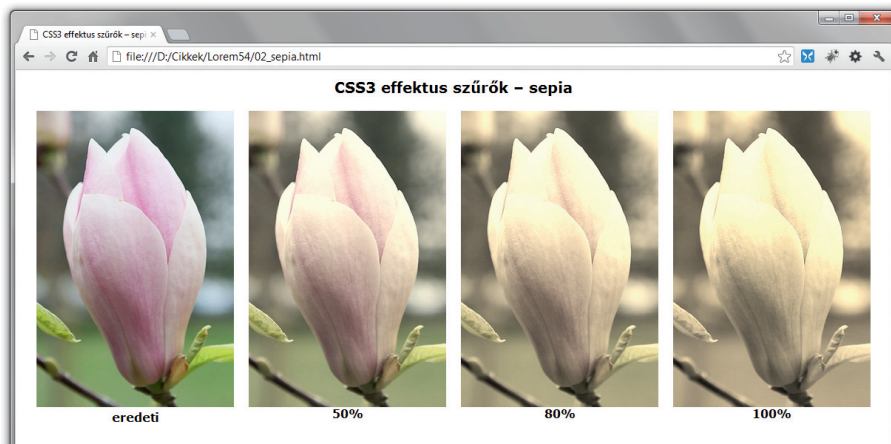 CSS3 effektus szűrők – sepi
file:///D:/Cikkek/Lorem54/02_sepia.html
CSS3 effektus szűrők – sepia
eredeti
50%
80%
100%